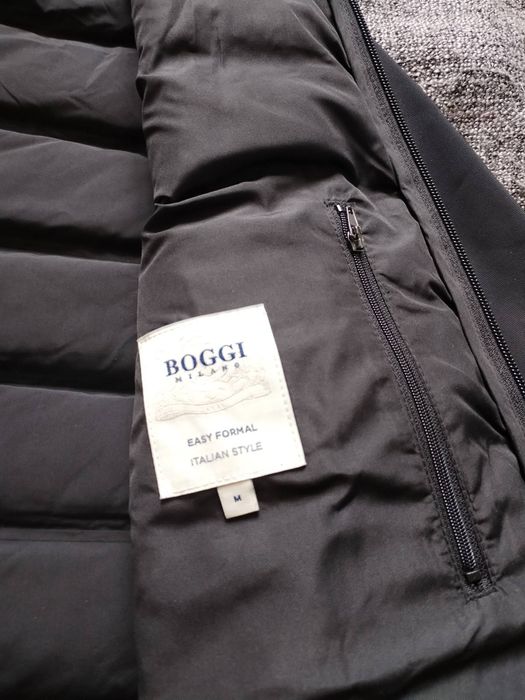 BOGGI
MILANO
EASY FORMAL
ITALIAN STYLE
M